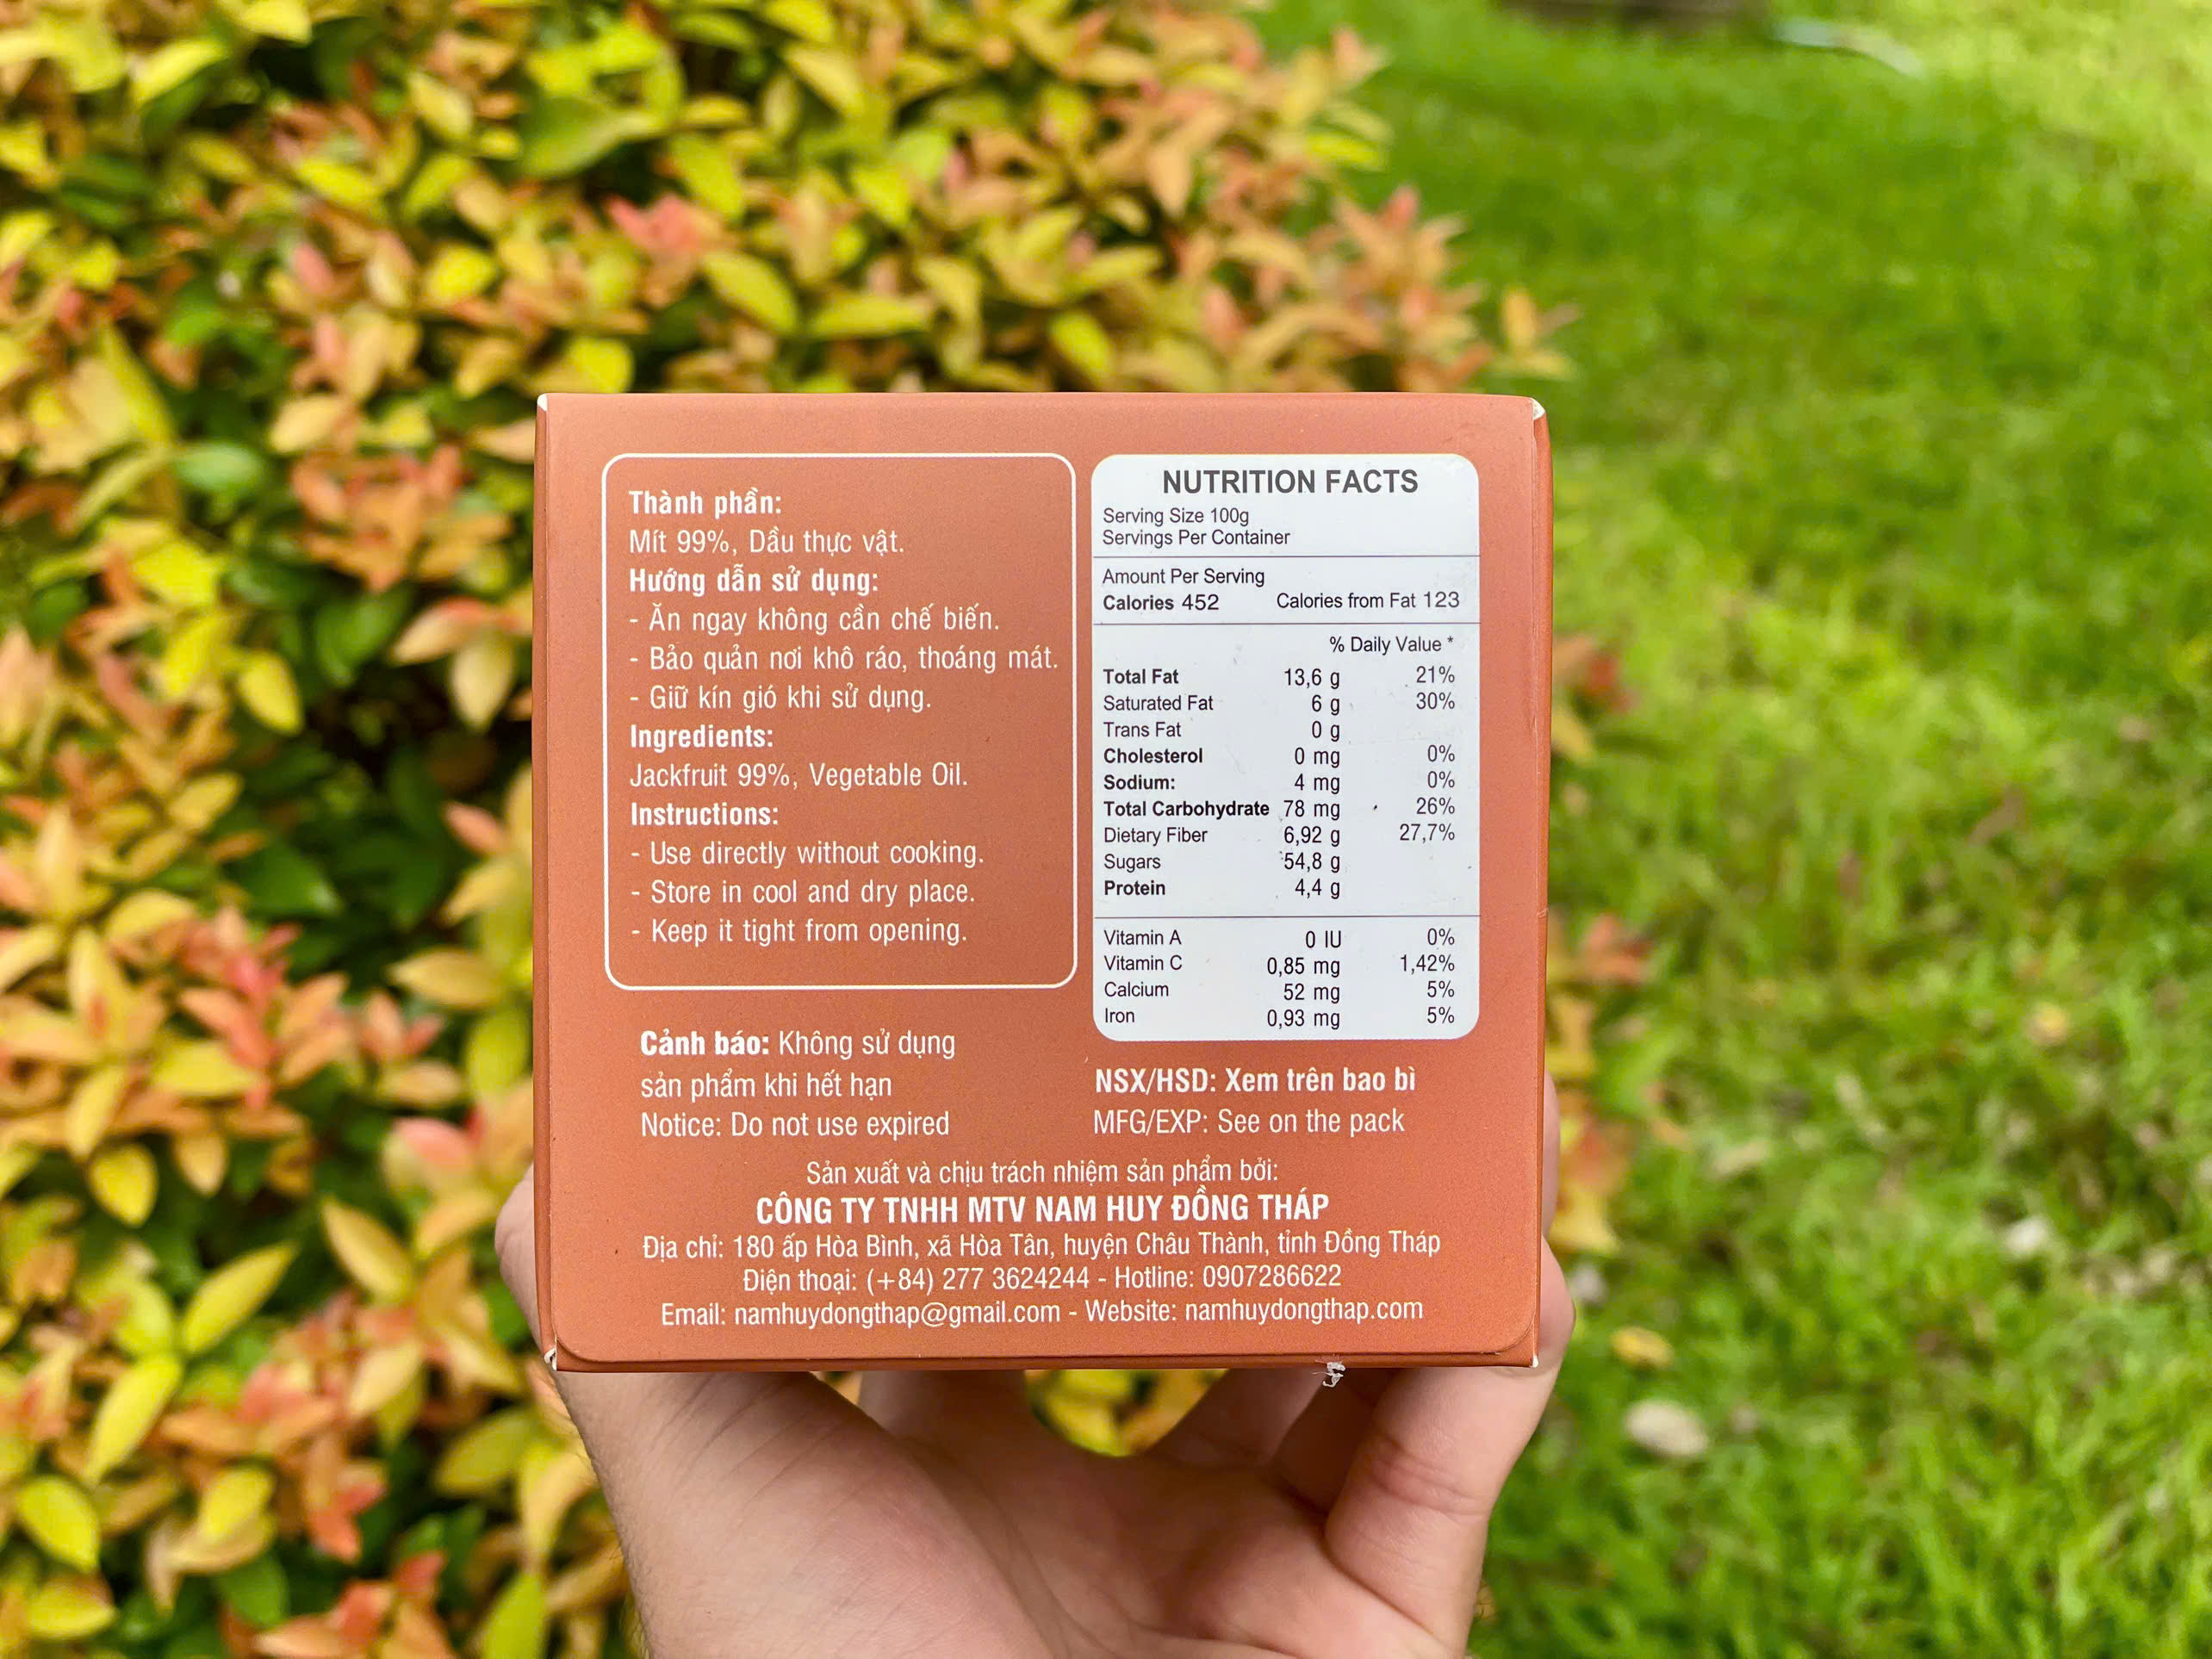 Thành phần:
Mít 99%, Dầu thực vật.
Hướng dẫn sử dụng:
- Ăn ngay không cần chế biến.
- Bảo quản nơi khô ráo, thoáng mát.
- Giữ kín gió khi sử dụng.
Ingredients:
Jackfruit 99%, Vegetable Oil.
Instructions:
- Use directly without cooking.
- Store in cool and dry place.
- Keep it tight from opening.
Cảnh báo: Không sử dụng
sản phẩm khi hết hạn
Notice: Do not use expired
NUTRITION FACTS
Serving Size 100g
Servings Per Container
Amount Per Serving
Calories 452 Calories from Fat 123
% Daily Value *
Total Fat 13,6 g 21%
Saturated Fat 6 g 30%
Trans Fat 0 g
Cholesterol 0 mg 0%
Sodium: 4 mg 0%
Total Carbohydrate 78 mg 26%
Dietary Fiber 6,92 g 27,7%
Sugars 54,8 g
Protein 4,4 g
Vitamin A 0 IU 0%
Vitamin C 0,85 mg 1,42%
Calcium 52 mg 5%
Iron 0,93 mg 5%
NSX/HSD: Xem trên bao bì
MFG/EXP: See on the pack
Sản xuất và chịu trách nhiệm sản phẩm bởi:
CÔNG TY TNHH MTV NAM HUY ĐỒNG THÁP
Địa chỉ: 180 ấp Hòa Bình, xã Hòa Tân, huyện Châu Thành, tỉnh Đồng Tháp
Điện thoại: (+84) 277 3624244 - Hotline: 0907286622
Email: namhuydongthap@gmail.com - Website: namhuydongthap.com